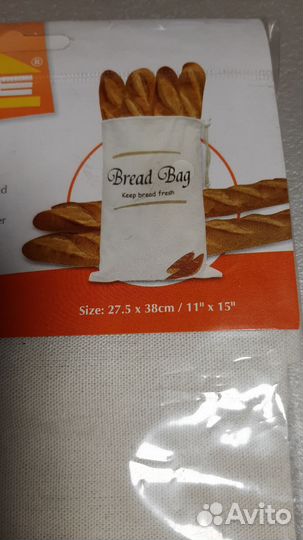 ®
Bread Bag
Keep bread fresh
Size: 27.5 x 38cm / 11" x 15"
Avito